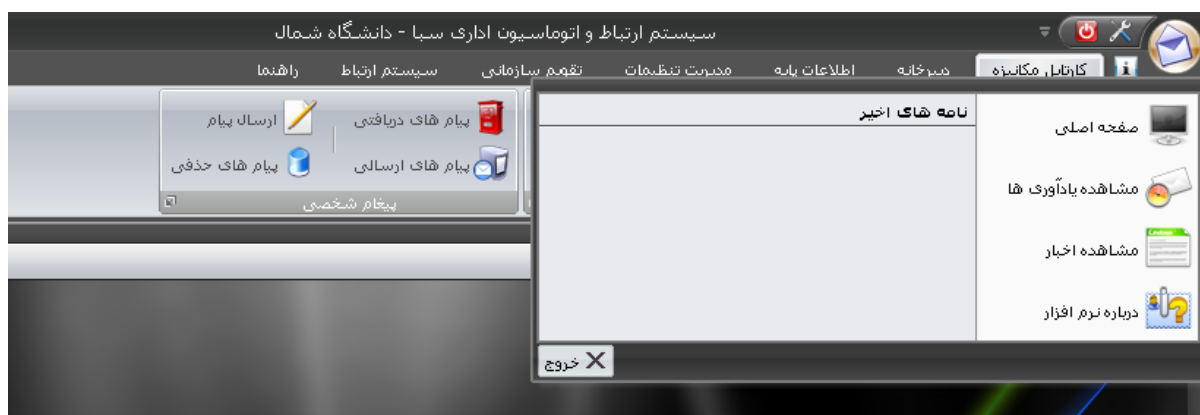 سیستم ارتباط و اتوماسیون اداری سبا - دانشگاه شمال
کارتابل مکانیزه
دبیرخانه
اطلاعات پایه
مدیریت تنظیمات
تقویم سازمانی
سیستم ارتباط
راهنما
صفحه اصلی
مشاهده یادآوری ها
مشاهده اخبار
درباره نرم افزار
نامه های اخیر
خروج
پیام های دریافتی
ارسال پیام
پیام های ارسالی
پیام های حذفی
پیغام شخصی